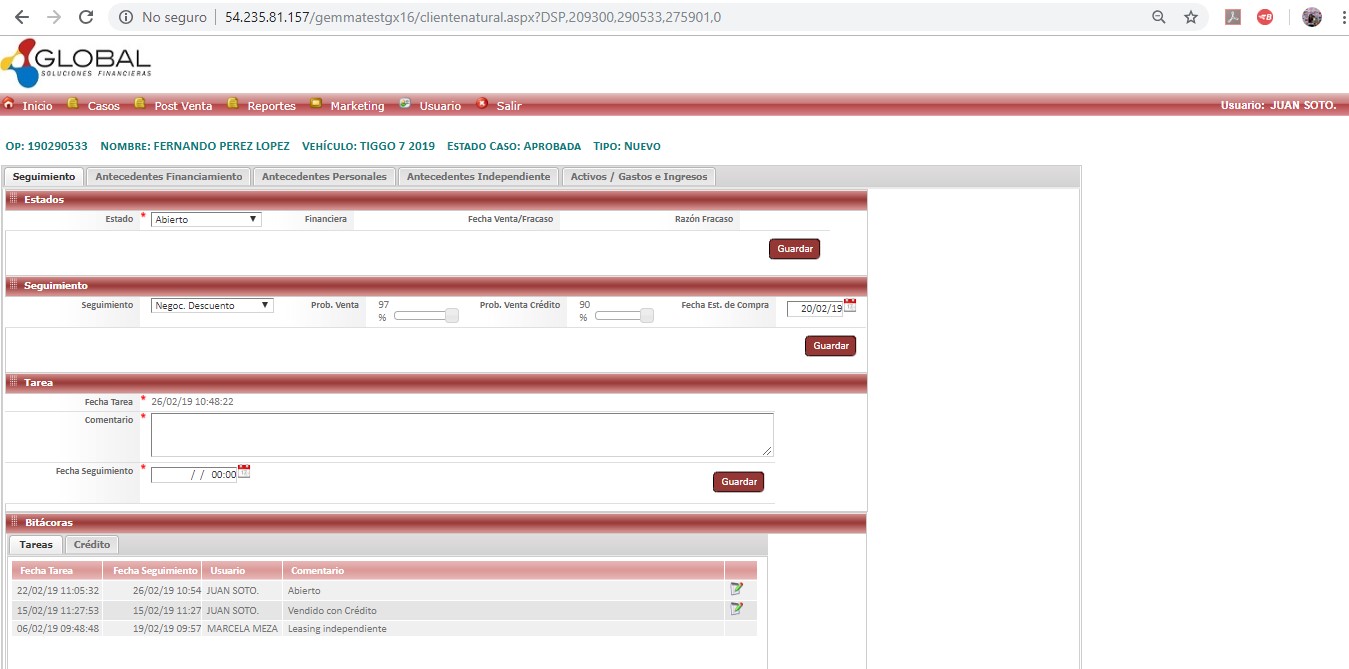 No seguro | 54.235.81.157/gemmatestgx16/clientenatural.aspx?DSP,209300,290533,275901,0
GLOBAL
SOLUCIONES FINANCIERAS
Inicio Casos Post Venta Reportes Marketing Usuario Salir Usuario: JUAN SOTO.
OP: 190290533 NOMBRE: FERNANDO PEREZ LOPEZ VEHÍCULO: TIGGO 7 2019 ESTADO CASO: APROBADA TIPO: NUEVO
Seguimiento Antecedentes Financiamiento Antecedentes Personales Antecedentes Independiente Activos / Gastos e Ingresos
Estados
Estado * Abierto Financiera Fecha Venta/Fracaso Razón Fracaso
Guardar
Seguimiento
Seguimiento Negoc. Descuento Prob. Venta 97 % Prob. Venta Crédito 90 % Fecha Est. de Compra 20/02/19
Guardar
Tarea
Fecha Tarea * 26/02/19 10:48:22
Comentario *
Fecha Seguimiento * / / 00:00
Guardar
Bitácoras
Tareas Crédito
Fecha Tarea Fecha Seguimiento Usuario Comentario
22/02/19 11:05:32 26/02/19 10:54 JUAN SOTO. Abierto
15/02/19 11:27:53 15/02/19 11:27 JUAN SOTO. Vendido con Crédito
06/02/19 09:48:48 19/02/19 09:57 MARCELA MEZA Leasing independiente